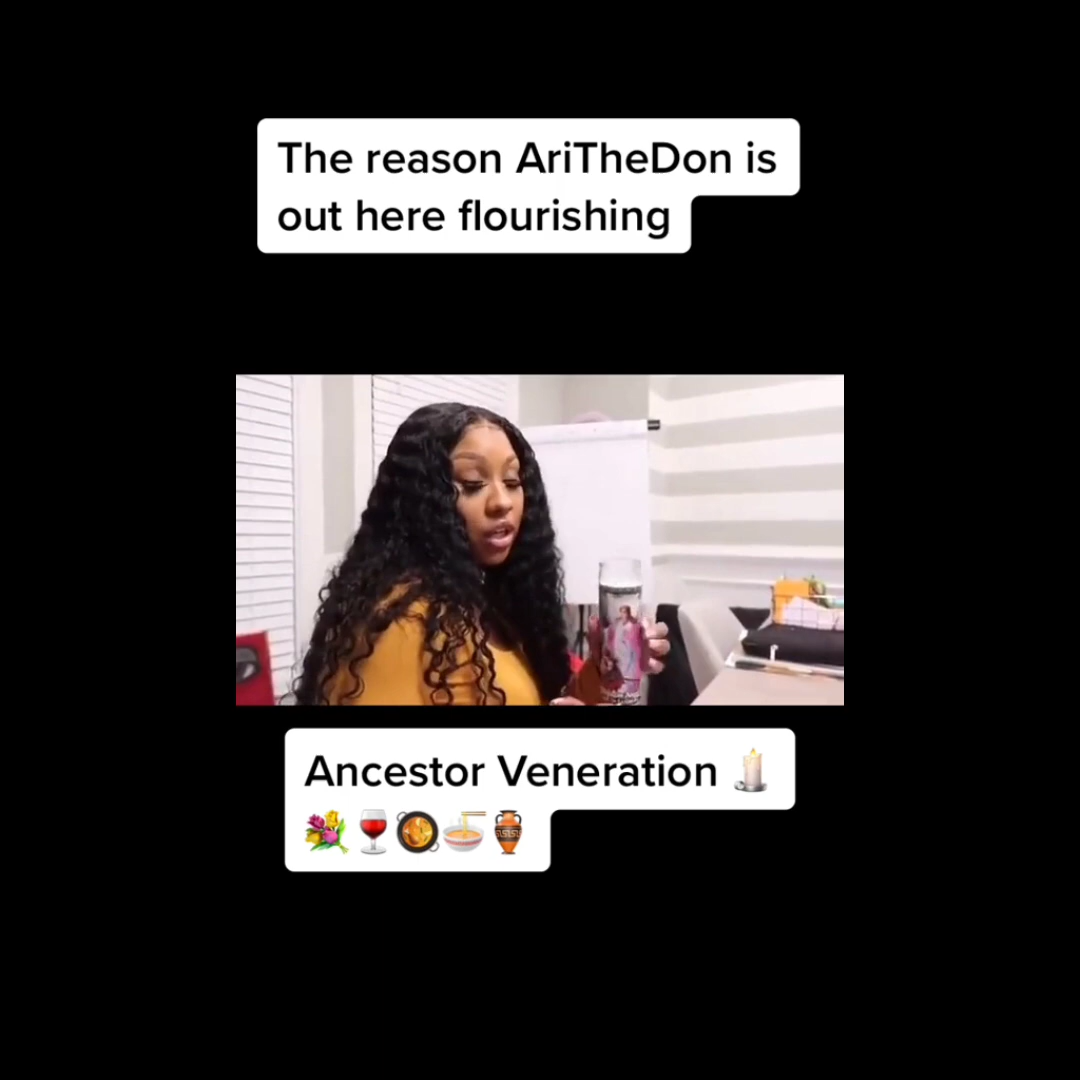 The reason AriTheDon is
out here flourishing
Ancestor Veneration 🕯️
💐🍷🥘🍜🏺